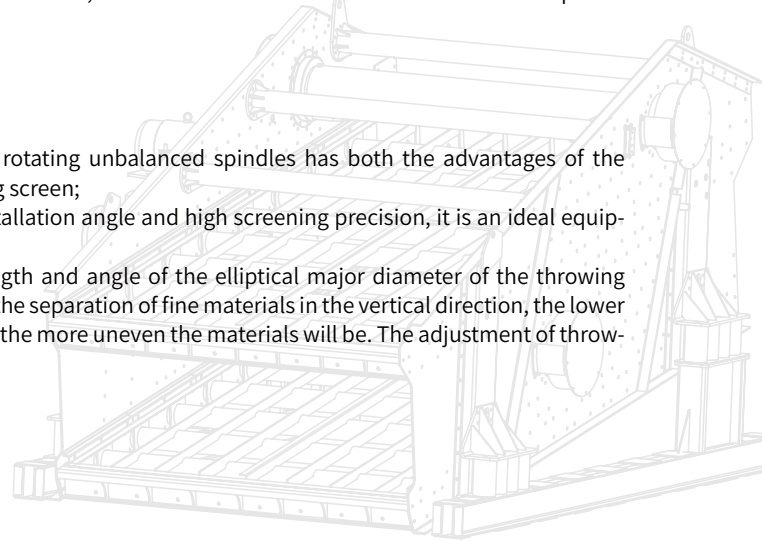 rotating unbalanced spindles has both the advantages of the
g screen;
tallation angle and high screening precision, it is an ideal equip-
gth and angle of the elliptical major diameter of the throwing
the separation of fine materials in the vertical direction, the lower
the more uneven the materials will be. The adjustment of throw-